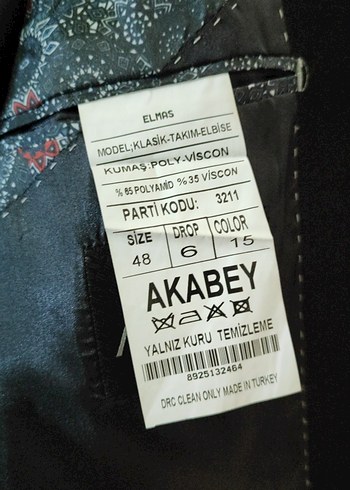 ELMAS
MODEL;KLASİK-TAKIM-ELBİSE
KUMAŞ:POLY-VİSCON
%65 POLYAMID %35 VİSCON
PARTİ KODU: 3211
SIZE DROP COLOR
48 6 15
AKABEY
YALNIZ KURU TEMİZLEME
8925132464
DRC CLEAN ONLY MADE IN TURKEY